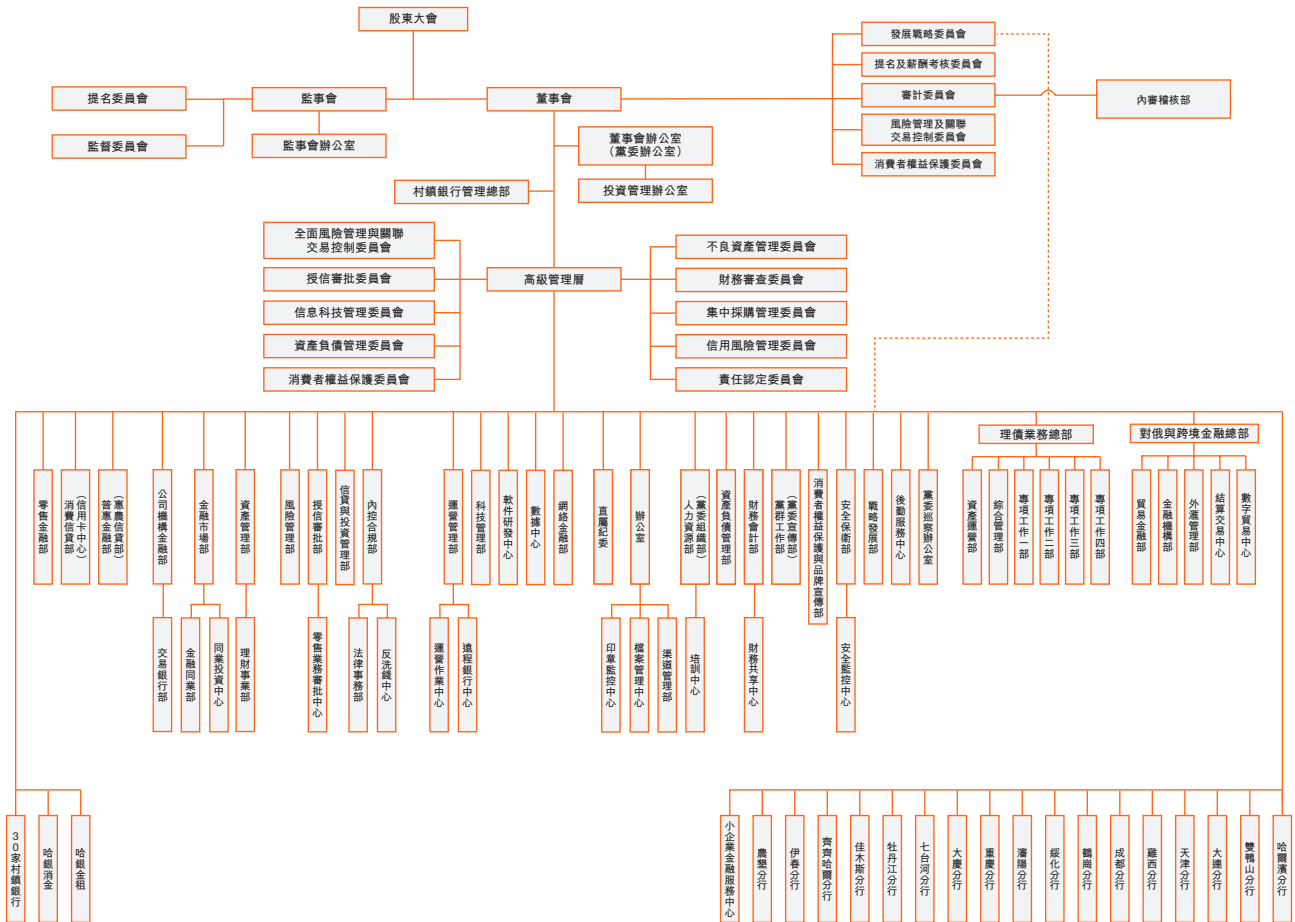 股東大會
發展戰略委員會
提名及薪酬考核委員會
提名委員會
監事會
董事會
審計委員會
內審稽核部
風險管理及關聯
交易控制委員會
監督委員會
監事會辦公室
董事會辦公室
（黨委辦公室）
消費者權益保護委員會
村鎮銀行管理總部
投資管理辦公室
全面風險管理與關聯
交易控制委員會
不良資產管理委員會
授信審批委員會
高級管理層
財務審查委員會
信息科技管理委員會
集中採購管理委員會
資產負債管理委員會
信用風險管理委員會
消費者權益保護委員會
責任認定委員會
理債業務總部
對俄與跨境金融總部
零售金融部
（信用卡中心）
消費信貸部
（惠農信貸部）
普惠金融部
公司機構金融部
金融市場部
資產管理部
風險管理部
授信審批部
信貸與投資管理部
內控合規部
運營管理部
科技管理部
軟件研發中心
數據中心
網絡金融部
直屬紀委
辦公室
（黨委組織部）
人力資源部
資產負債管理部
財務會計部
（黨委宣傳部）
黨群工作部
消費者權益保護與品牌宣傳部
安全保衛部
戰略發展部
後勤服務中心
黨委巡察辦公室
資產運營部
綜合管理部
專項工作一部
專項工作二部
專項工作三部
專項工作四部
貿易金融部
金融機構部
外滙管理部
結算交易中心
數字貿易中心
交易銀行部
金融同業部
同業投資中心
理財事業部
零售業務審批中心
法律事務部
反洗錢中心
運營作業中心
遠程銀行中心
印章監控中心
檔案管理中心
渠道管理部
培訓中心
財務共享中心
安全監控中心
30家村鎮銀行
哈銀消金
哈銀金租
小企業金融服務中心
農墾分行
伊春分行
齊齊哈爾分行
佳木斯分行
牡丹江分行
七台河分行
大慶分行
重慶分行
瀋陽分行
綏化分行
鶴崗分行
成都分行
雞西分行
天津分行
大連分行
雙鴨山分行
哈爾濱分行